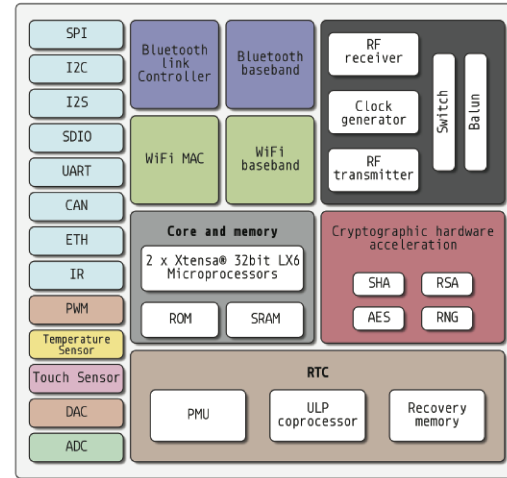 SPI
I2C
I2S
SDIO
UART
CAN
ETH
IR
PWM
Temperature
Sensor
Touch Sensor
DAC
ADC
Bluetooth
link
Controller
Bluetooth
baseband
WiFi MAC
WiFi
baseband
RF
receiver
Clock
generator
RF
transmitter
Switch
Balun
Core and memory
2 x Xtensa® 32bit LX6
Microprocessors
ROM
SRAM
Cryptographic hardware
acceleration
SHA
RSA
AES
RNG
RTC
PMU
ULP
coprocessor
Recovery
memory